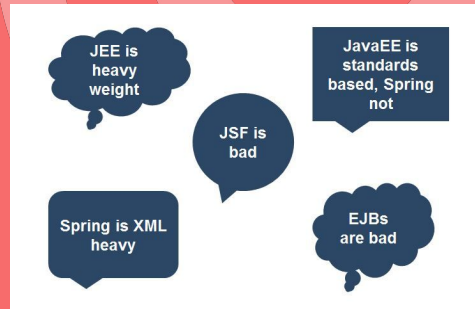 JEE is
heavy
weight
JavaEE is
standards
based, Spring
not
JSF is
bad
Spring is XML
heavy
EJBs
are bad